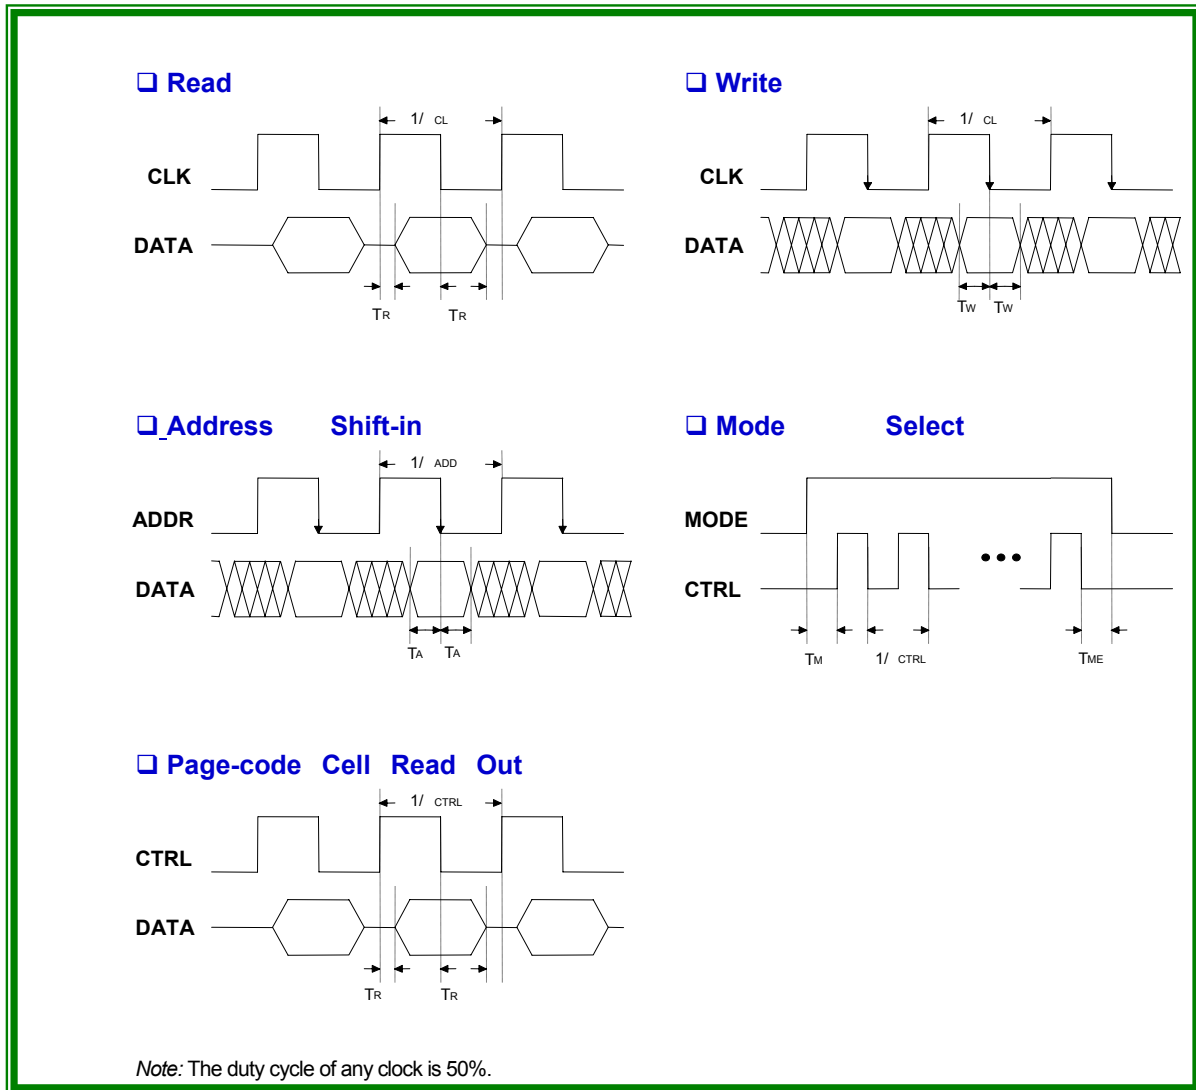 ❑ Read
1/ CL
CLK
DATA
TR TR
❑ Write
1/ CL
CLK
DATA
TW TW
❑ Address Shift-in
1/ ADD
ADDR
DATA
TA TA
❑ Mode Select
MODE
CTRL
TM 1/ CTRL TME
❑ Page-code Cell Read Out
1/ CTRL
CTRL
DATA
TR TR
Note: The duty cycle of any clock is 50%.